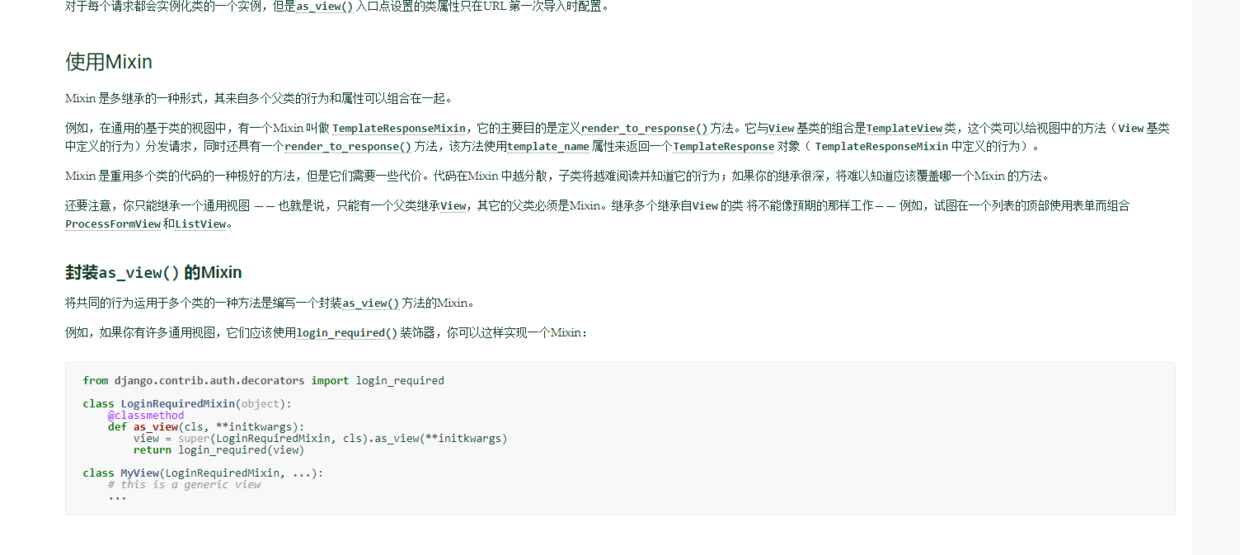 对于每个请求都会实例化类的一个实例，但是as_view() 入口点设置的类属性只在URL 第一次导入时配置。
使用Mixin
Mixin 是多继承的一种形式，其来自多个父类的行为和属性可以组合在一起。
例如，在通用的基于类的视图中，有一个Mixin 叫做 TemplateResponseMixin，它的主要目的是定义render_to_response() 方法。它与View 基类的组合是TemplateView 类，这个类可以给视图中的方法（View 基类
中定义的行为）分发请求，同时还具有一个render_to_response() 方法，该方法使用template_name 属性来返回一个TemplateResponse 对象（ TemplateResponseMixin 中定义的行为）。
Mixin 是重用多个类的代码的一种极好的方法，但是它们需要一些代价。代码在Mixin 中越分散，子类将越难阅读并知道它的行为；如果你的继承很深，将难以知道应该覆盖哪一个Mixin 的方法。
还要注意，你只能继承一个通用视图 —— 也就是说，只能有一个父类继承View，其它的父类必须是Mixin。继承多个继承自View 的类 将不能像预期的那样工作—— 例如，试图在一个列表的顶部使用表单而组合
ProcessFormView 和ListView。
封装as_view() 的Mixin
将共同的行为运用于多个类的一种方法是编写一个封装as_view() 方法的Mixin。
例如，如果你有许多通用视图，它们应该使用login_required() 装饰器，你可以这样实现一个Mixin：
from django.contrib.auth.decorators import login_required
class LoginRequiredMixin(object):
    @classmethod
    def as_view(cls, **initkwargs):
        view = super(LoginRequiredMixin, cls).as_view(**initkwargs)
        return login_required(view)
class MyView(LoginRequiredMixin, ...):
    # this is a generic view
    ...